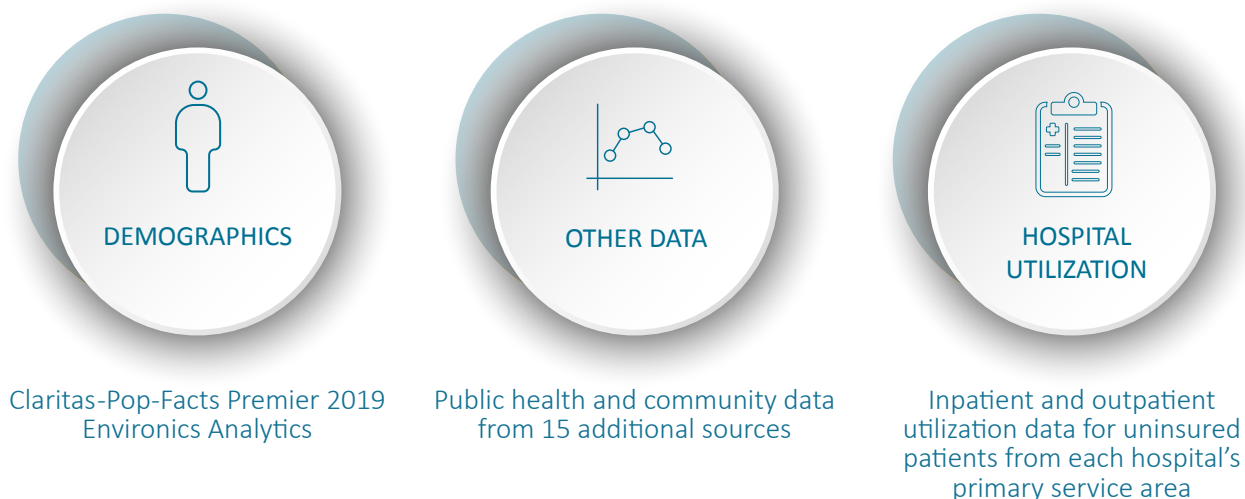 DEMOGRAPHICS
Claritas-Pop-Facts Premier 2019
Environics Analytics
OTHER DATA
Public health and community data
from 15 additional sources
HOSPITAL
UTILIZATION
Inpatient and outpatient
utilization data for uninsured
patients from each hospital’s
primary service area